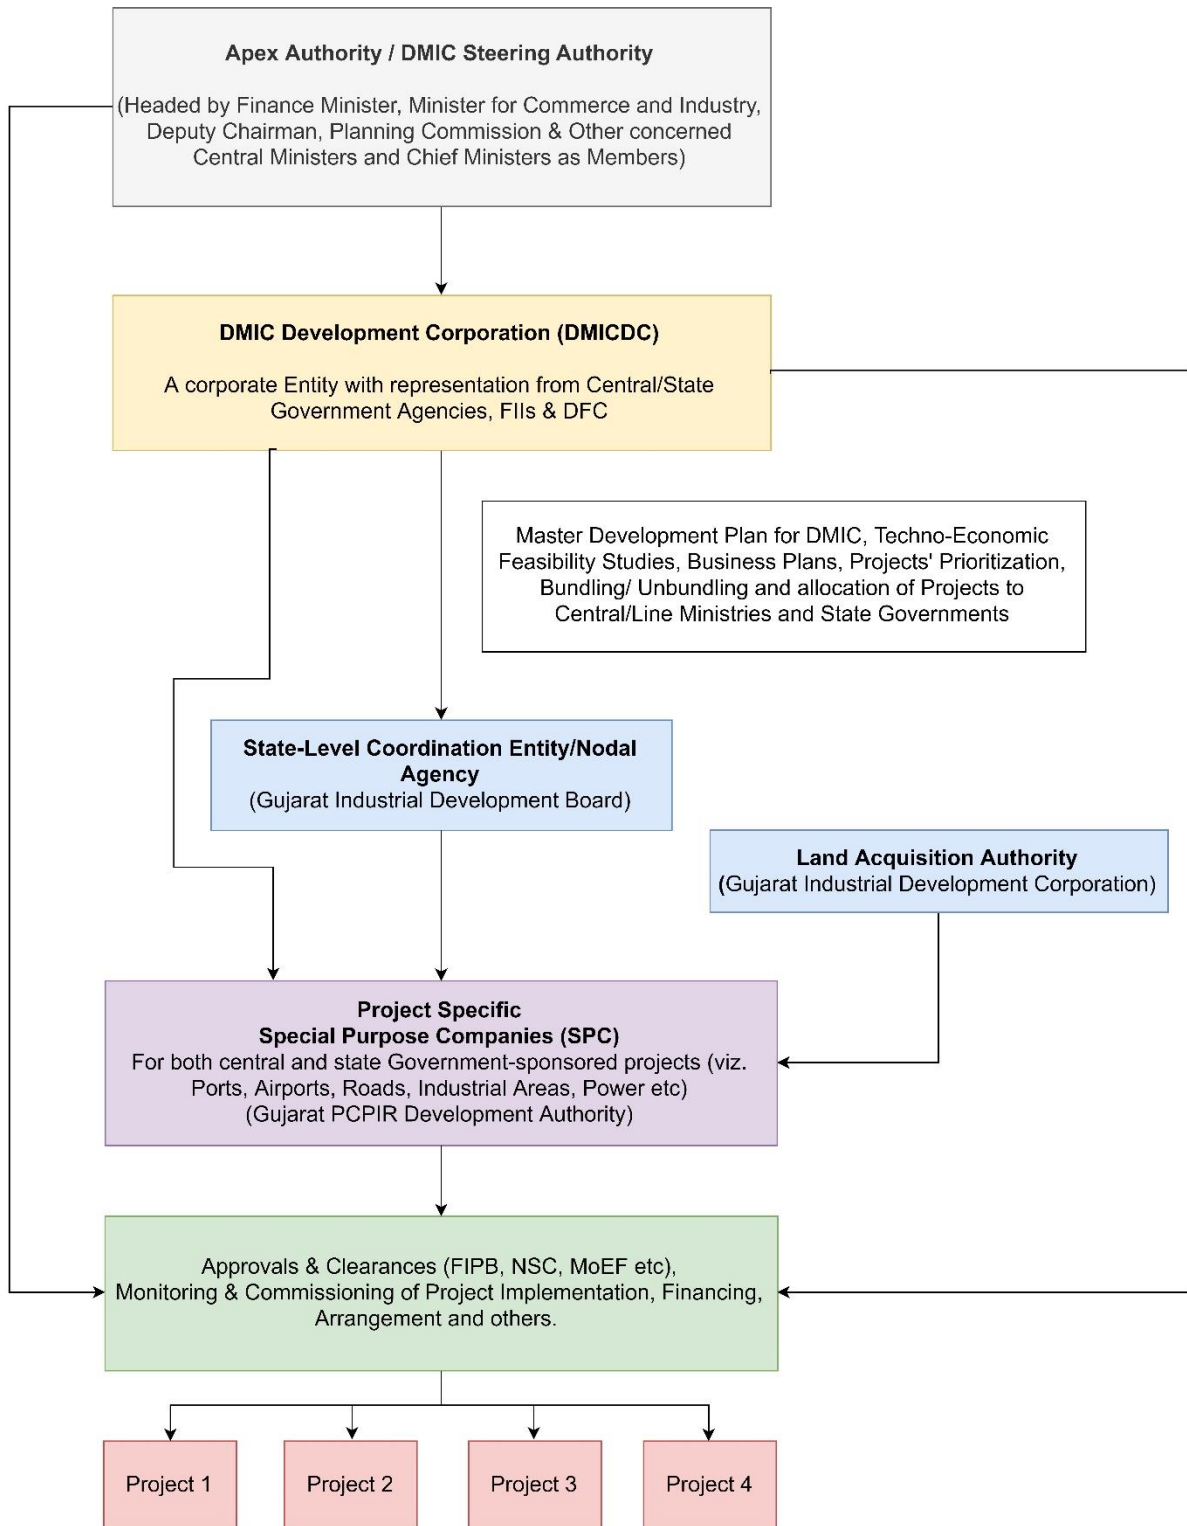 Apex Authority / DMIC Steering Authority
(Headed by Finance Minister, Minister for Commerce and Industry,
Deputy Chairman, Planning Commission & Other concerned
Central Ministers and Chief Ministers as Members)
DMIC Development Corporation (DMICDC)
A corporate Entity with representation from Central/State
Government Agencies, FIIs & DFC
Master Development Plan for DMIC, Techno-Economic
Feasibility Studies, Business Plans, Projects' Prioritization,
Bundling/ Unbundling and allocation of Projects to
Central/Line Ministries and State Governments
State-Level Coordination Entity/Nodal
Agency
(Gujarat Industrial Development Board)
Land Acquisition Authority
(Gujarat Industrial Development Corporation)
Project Specific
Special Purpose Companies (SPC)
For both central and state Government-sponsored projects (viz.
Ports, Airports, Roads, Industrial Areas, Power etc)
(Gujarat PCPIR Development Authority)
Approvals & Clearances (FIPB, NSC, MoEF etc),
Monitoring & Commissioning of Project Implementation, Financing,
Arrangement and others.
Project 1
Project 2
Project 3
Project 4